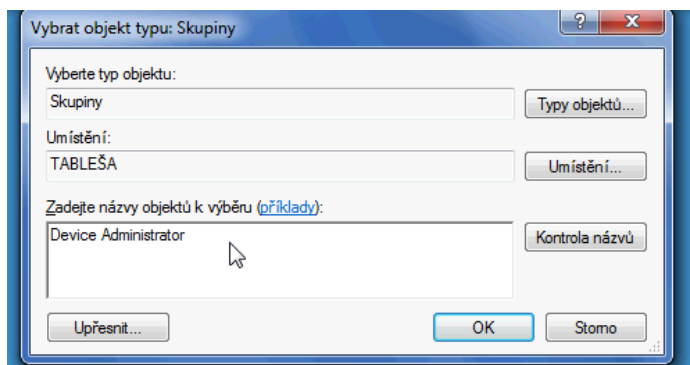 Vybrat objekt typu: Skupiny
Vyberte typ objektu:
Skupiny
Typy objektů...
Umístění:
TABLEŠA
Umístění...
Zadejte názvy objektů k výběru (příklady):
Device Administrator
Kontrola názvů
Upřesnit...
OK
Storno